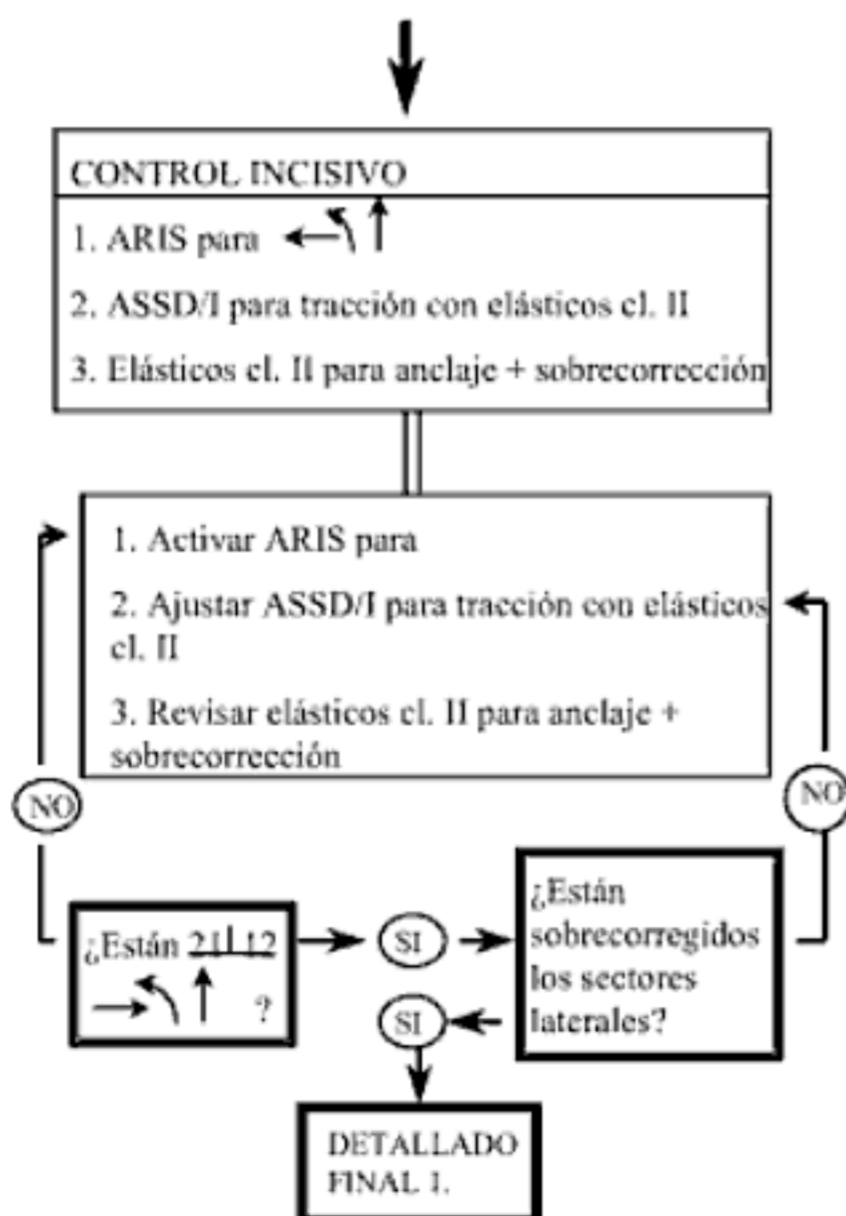 CONTROL INCISIVO
1. ARIS para
2. ASSD/I para tracción con elásticos cl. II
3. Elásticos cl. II para anclaje + sobrecorrección
1. Activar ARIS para
2. Ajustar ASSD/I para tracción con elásticos
cl. II
3. Revisar elásticos cl. II para anclaje +
sobrecorrección
NO
NO
¿Están 21| 12
?
SI
¿Están
sobrecorregidos
los sectores
laterales?
SI
DETALLADO
FINAL 1.